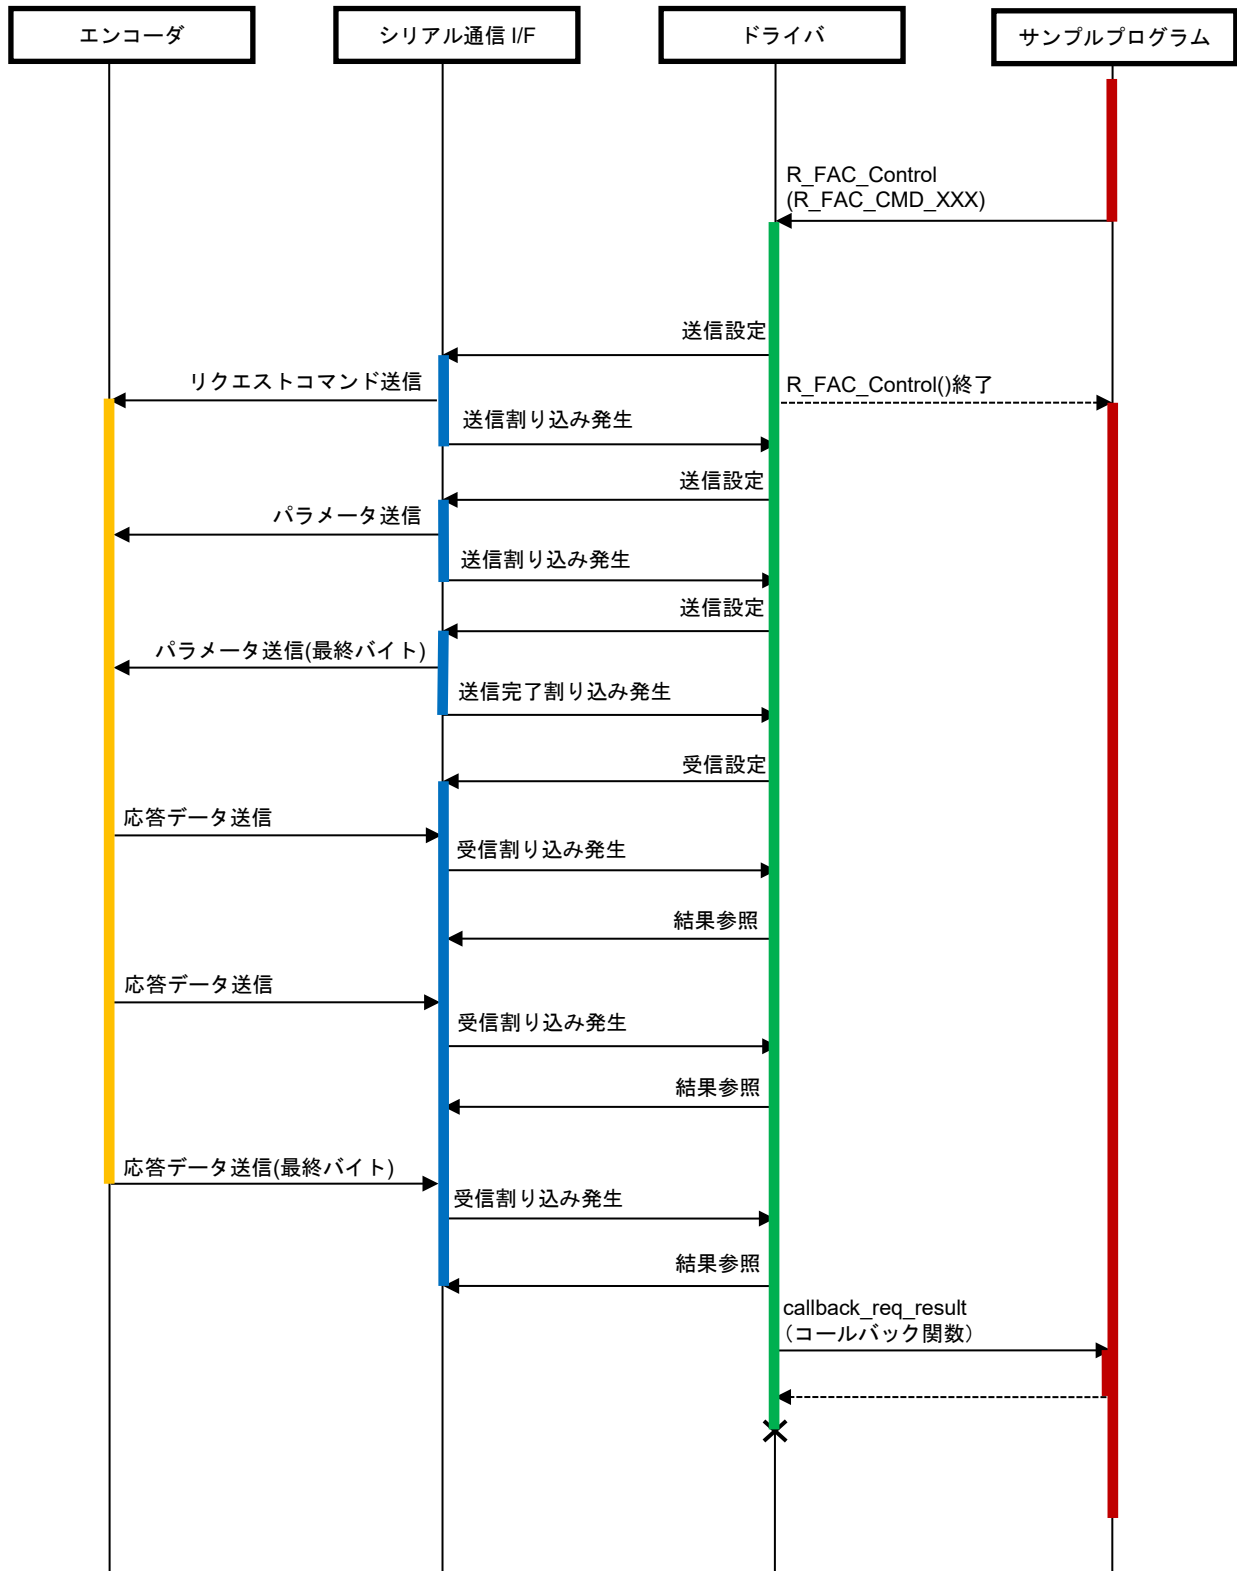 エンコーダ
シリアル通信 I/F
ドライバ
サンプルプログラム
R_FAC_Control
(R_FAC_CMD_XXX)
送信設定
リクエストコマンド送信
R_FAC_Control()終了
送信割り込み発生
送信設定
パラメータ送信
送信割り込み発生
送信設定
パラメータ送信(最終バイト)
送信完了割り込み発生
受信設定
応答データ送信
受信割り込み発生
結果参照
応答データ送信
受信割り込み発生
結果参照
応答データ送信(最終バイト)
受信割り込み発生
結果参照
callback_req_result
（コールバック関数）